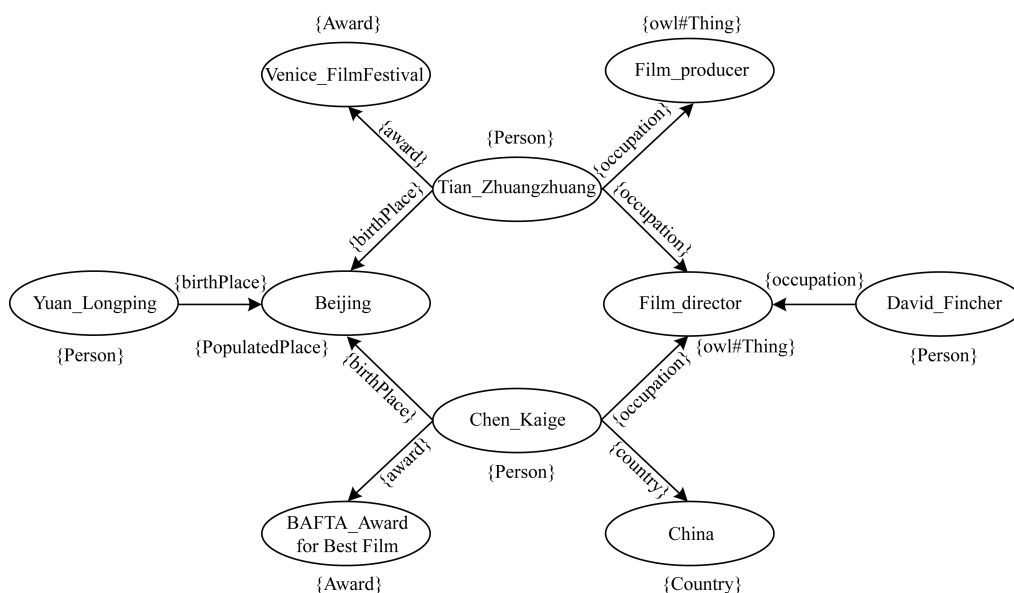 {Award}
{owl#Thing}
Venice_FilmFestival
Film_producer
{award}
{Person}
{occupation}
Tian_Zhuangzhuang
{birthPlace}
{occupation}
{birthPlace}
{occupation}
Yuan_Longping
Beijing
Film_director
David_Fincher
{Person}
{PopulatedPlace}
{owl#Thing}
{Person}
{birthPlace}
{occupation}
Chen_Kaige
{award}
{Person}
{country}
BAFTA_Award
for Best Film
China
{Award}
{Country}